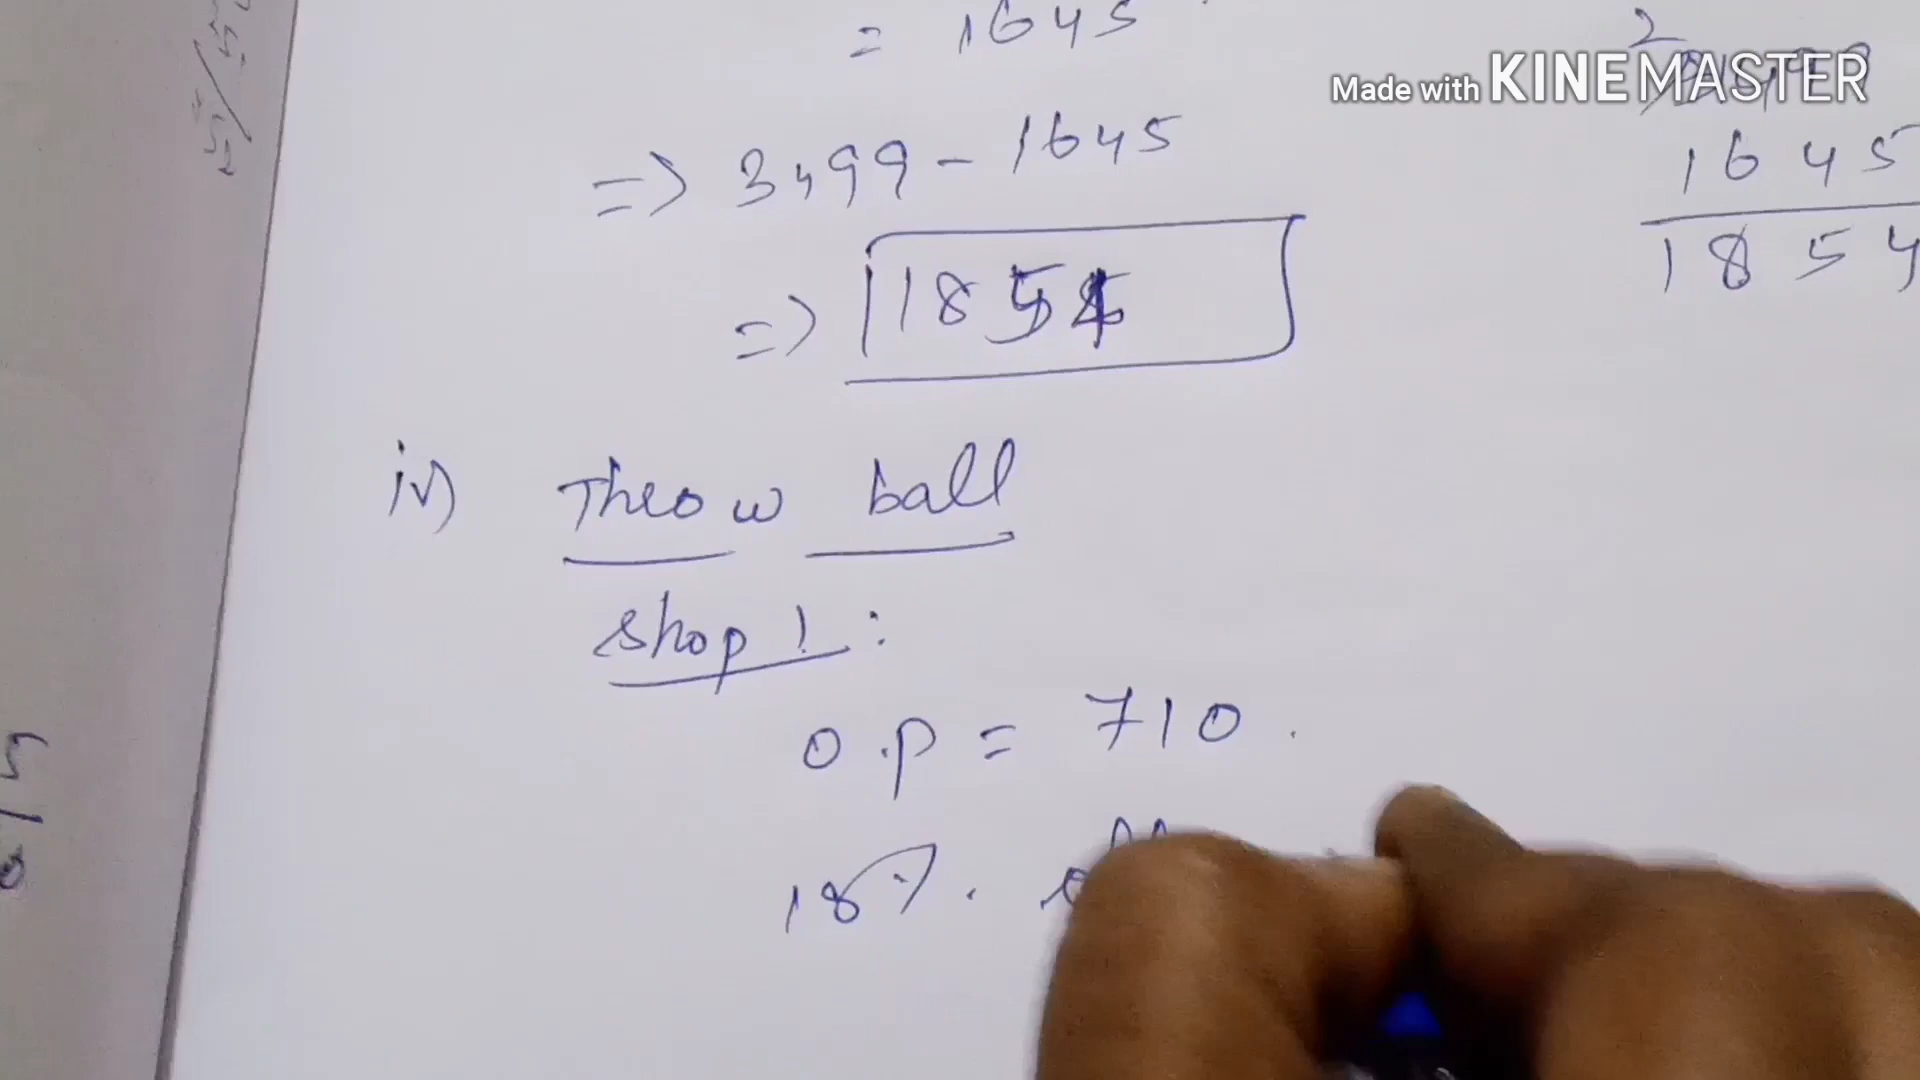 = 1645
Made with KINEMASTER
=> 3499 - 1645
1645
=> 1854
1854
iv) Throw ball
Shop 1:
O.P = 710.
18%.